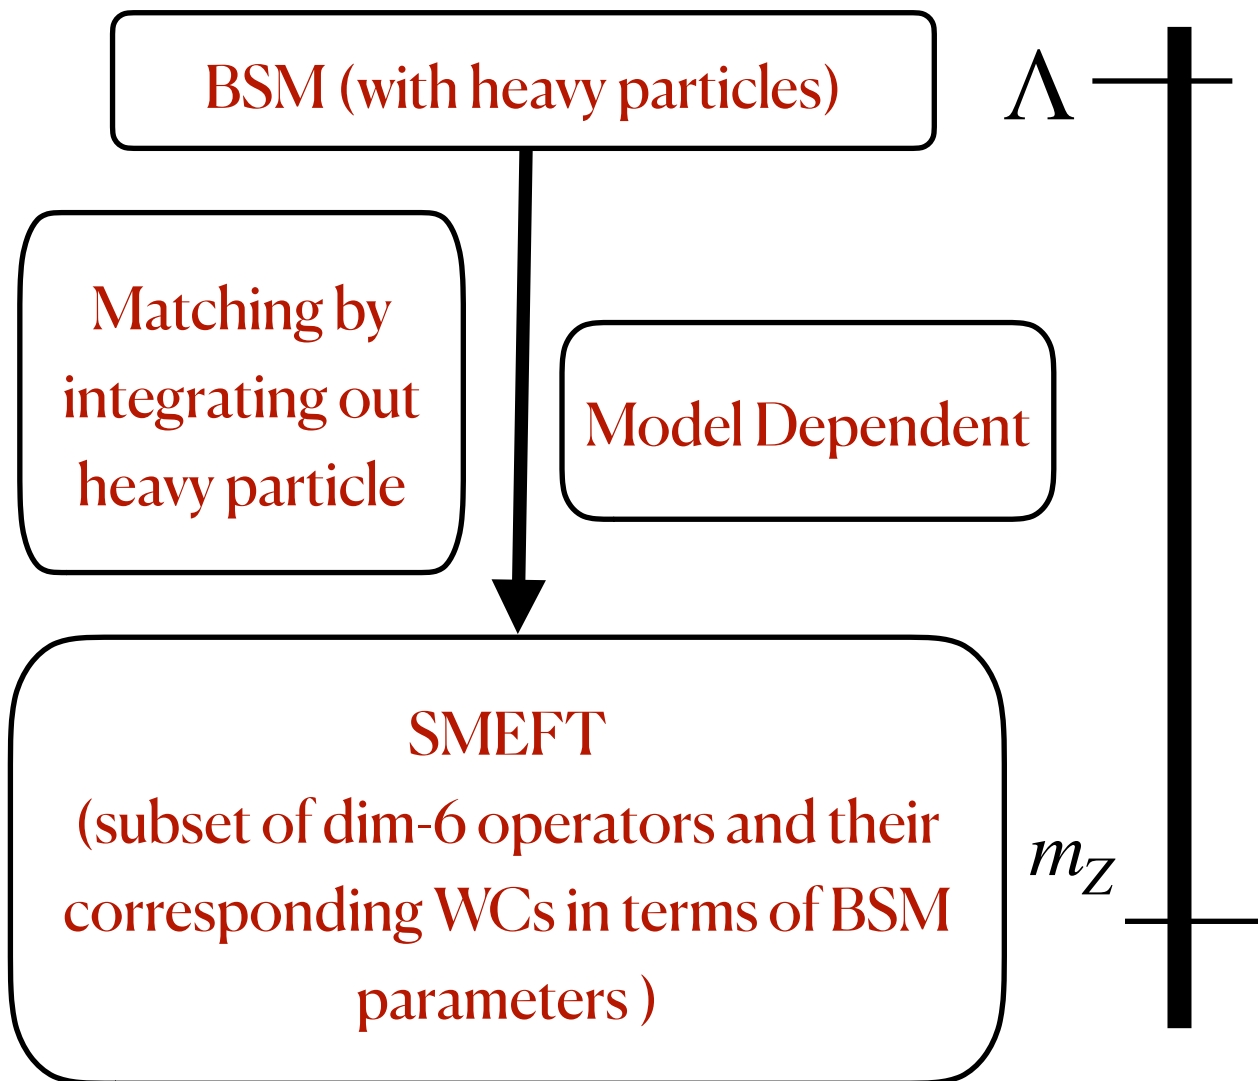 BSM (with heavy particles)
Λ
Matching by
integrating out
heavy particle
Model Dependent
SMEFT
(subset of dim-6 operators and their
corresponding WCs in terms of BSM
parameters )
m_Z